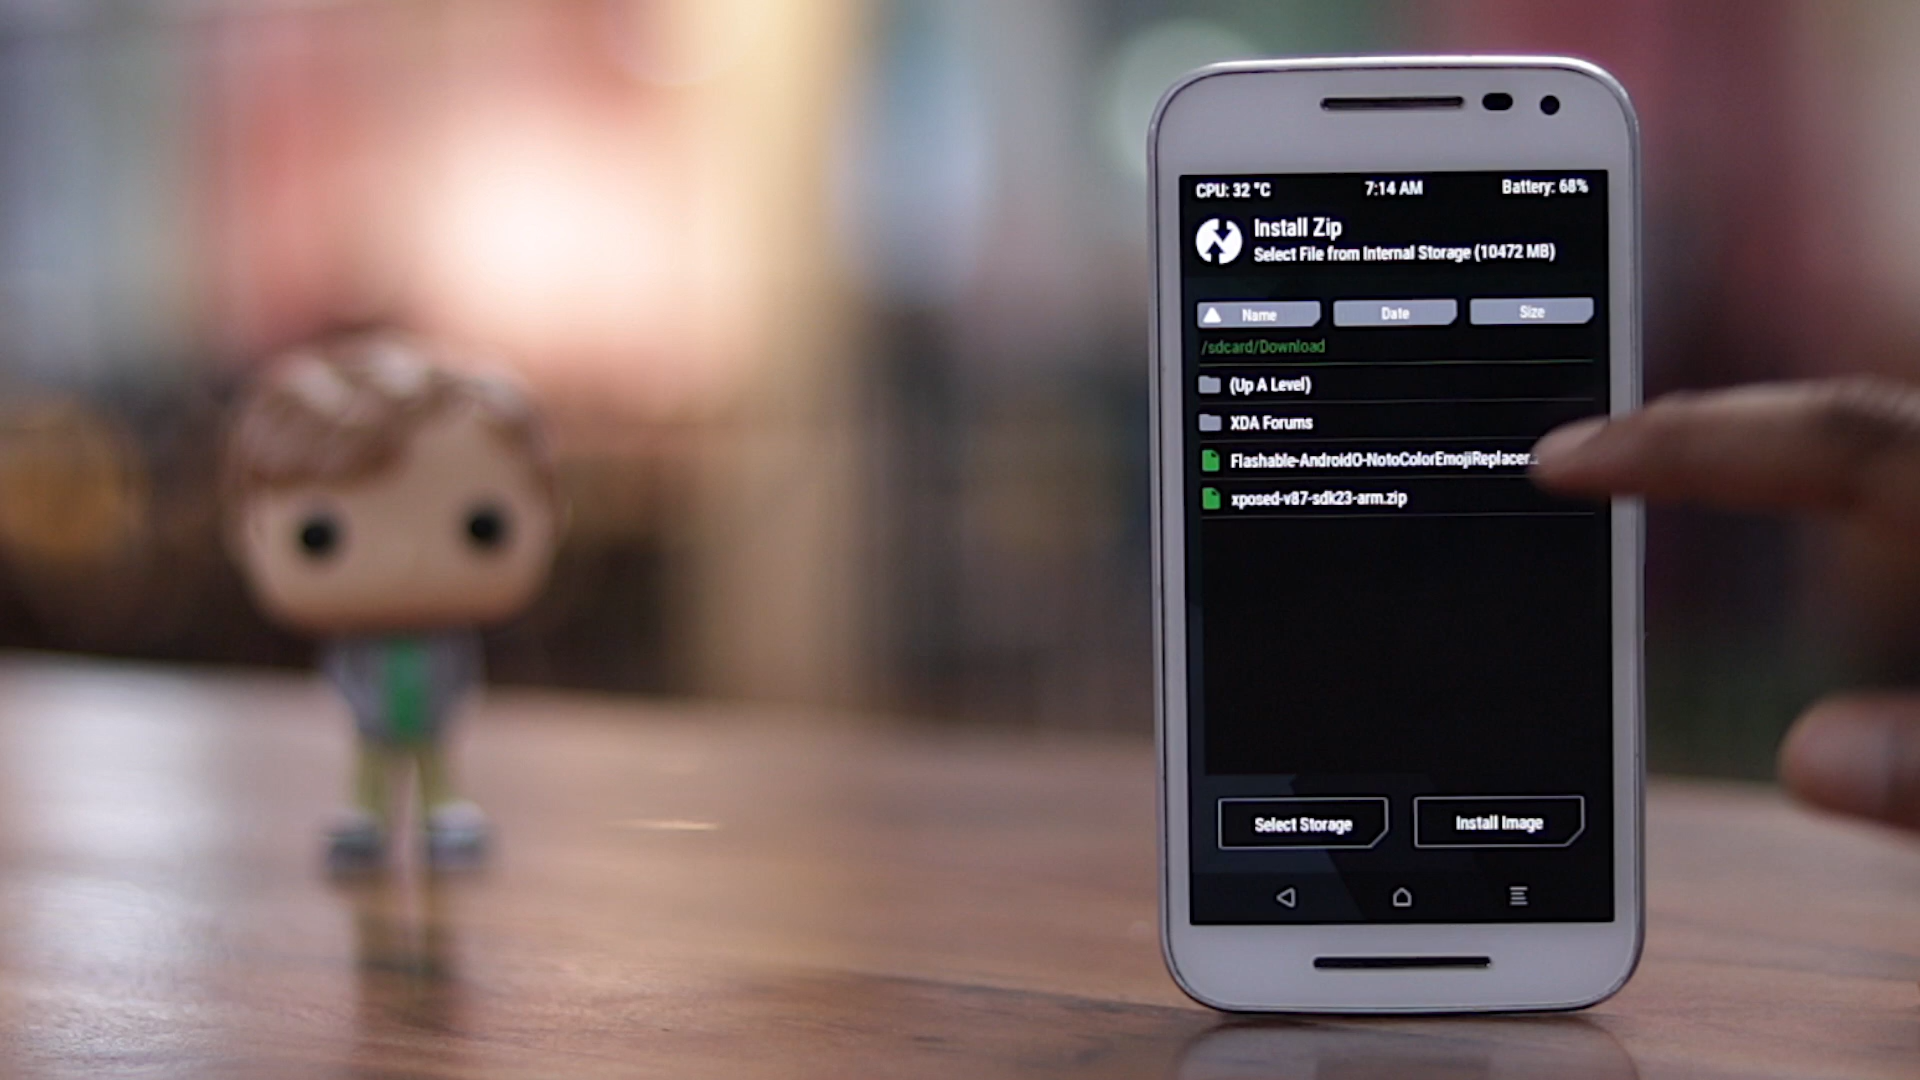 CPU: 32 °C 7:14 AM Battery: 68%
Install Zip
Select File from Internal Storage (10472 MB)
Name Date Size
/sdcard/Download
(Up A Level)
XDA Forums
Flashable-AndroidO-NotoColorEmojiReplacer..
xposed-v87-sdk23-arm.zip
Select Storage Install Image